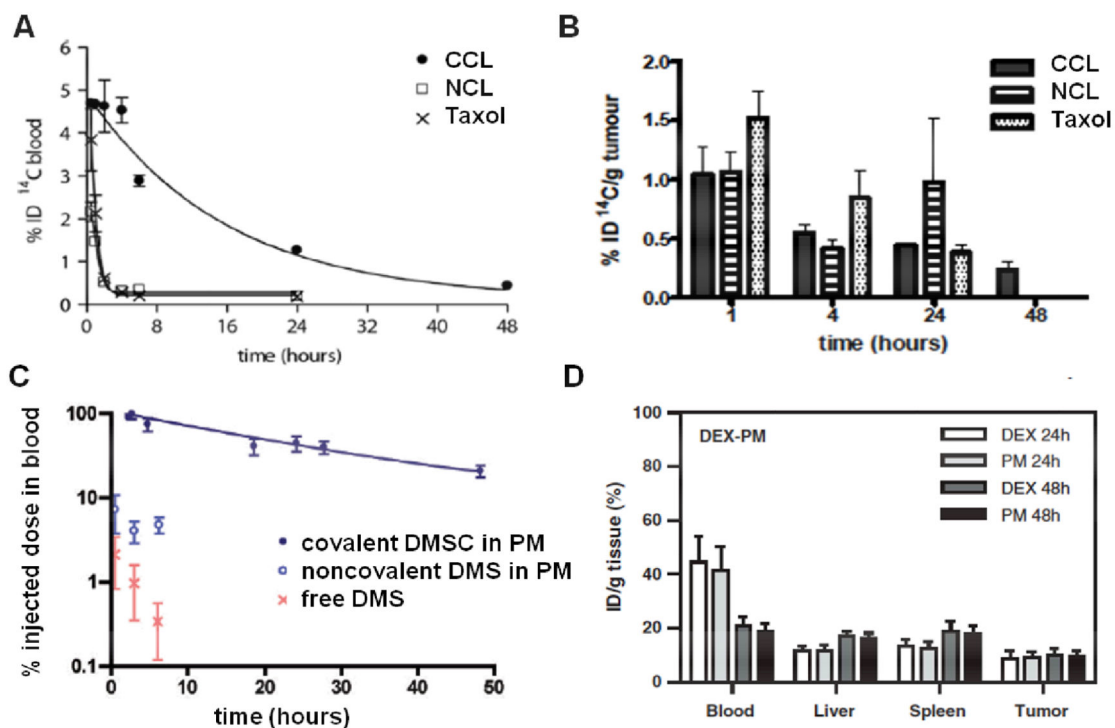 A
6
5
4
3
2
1
0
0
8
16
24
32
40
48
% ID ¹⁴C blood
time (hours)
CCL
NCL
Taxol
B
2.0
1.5
1.0
0.5
0.0
1
4
24
48
% ID ¹⁴C/g tumour
time (hours)
CCL
NCL
Taxol
C
100
10
1
0.1
0
10
20
30
40
50
% injected dose in blood
time (hours)
covalent DMSC in PM
noncovalent DMS in PM
free DMS
D
DEX-PM
100
80
60
40
20
0
ID/g tissue (%)
DEX 24h
PM 24h
DEX 48h
PM 48h
Blood
Liver
Spleen
Tumor